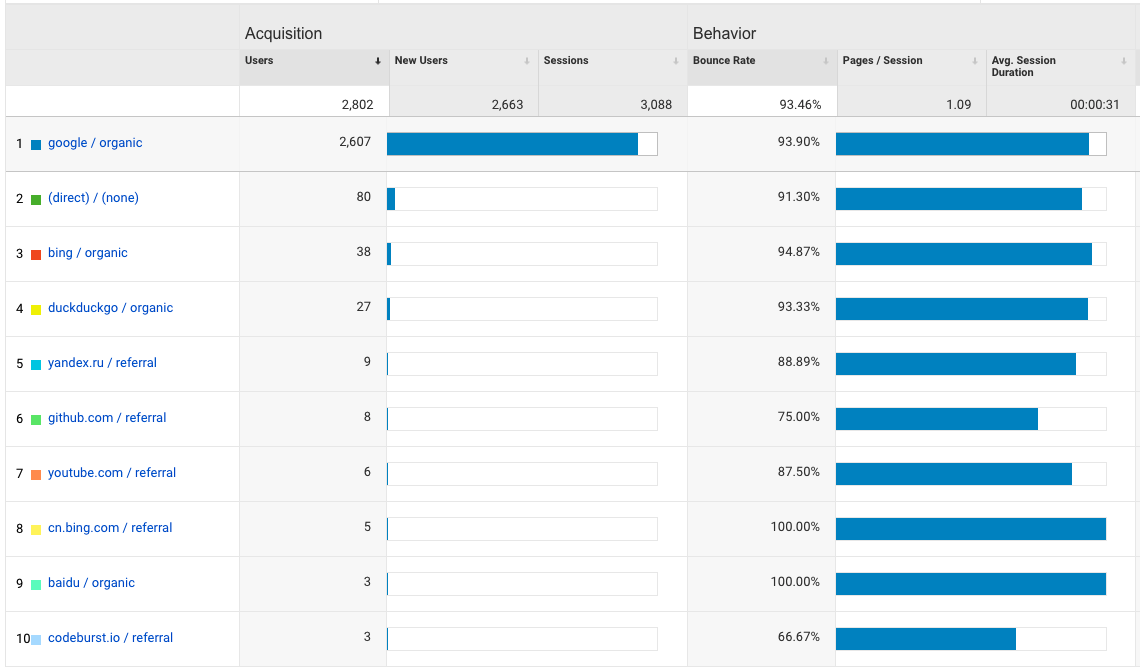 Acquisition Behavior
Users New Users Sessions Bounce Rate Pages / Session Avg. Session
Duration
2,802 2,663 3,088 93.46% 1.09 00:00:31
1 google / organic 2,607 93.90%
2 (direct) / (none) 80 91.30%
3 bing / organic 38 94.87%
4 duckduckgo / organic 27 93.33%
5 yandex.ru / referral 9 88.89%
6 github.com / referral 8 75.00%
7 youtube.com / referral 6 87.50%
8 cn.bing.com / referral 5 100.00%
9 baidu / organic 3 100.00%
10 codeburst.io / referral 3 66.67%